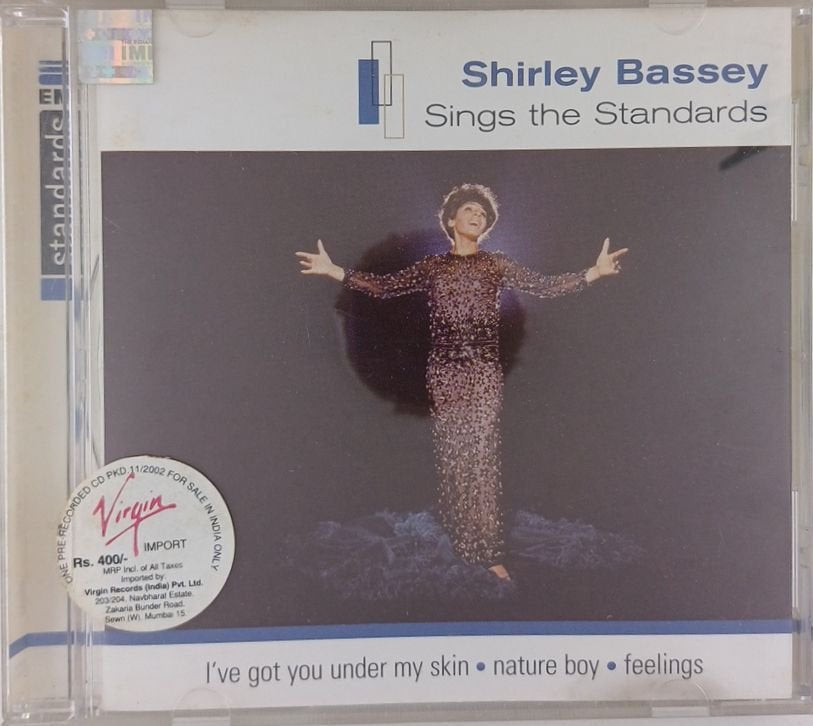 Shirley Bassey
Sings the Standards
standards
ONE PRE-RECORDED CD PKD.11/2002 FOR SALE IN INDIA ONLY
Virgin
IMPORT
Rs. 400/-
MRP Incl. of All Taxes
Imported by:
Virgin Records (India) Pvt. Ltd.
203/204, Navbharat Estate,
Zakaria Bunder Road,
Sewri (W), Mumbai 15.
I've got you under my skin • nature boy • feelings